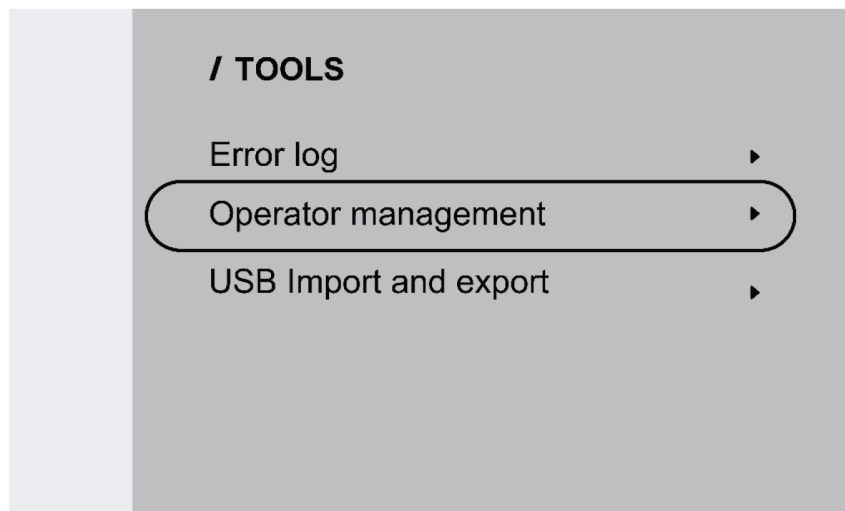 / TOOLS
Error log
Operator management
USB Import and export